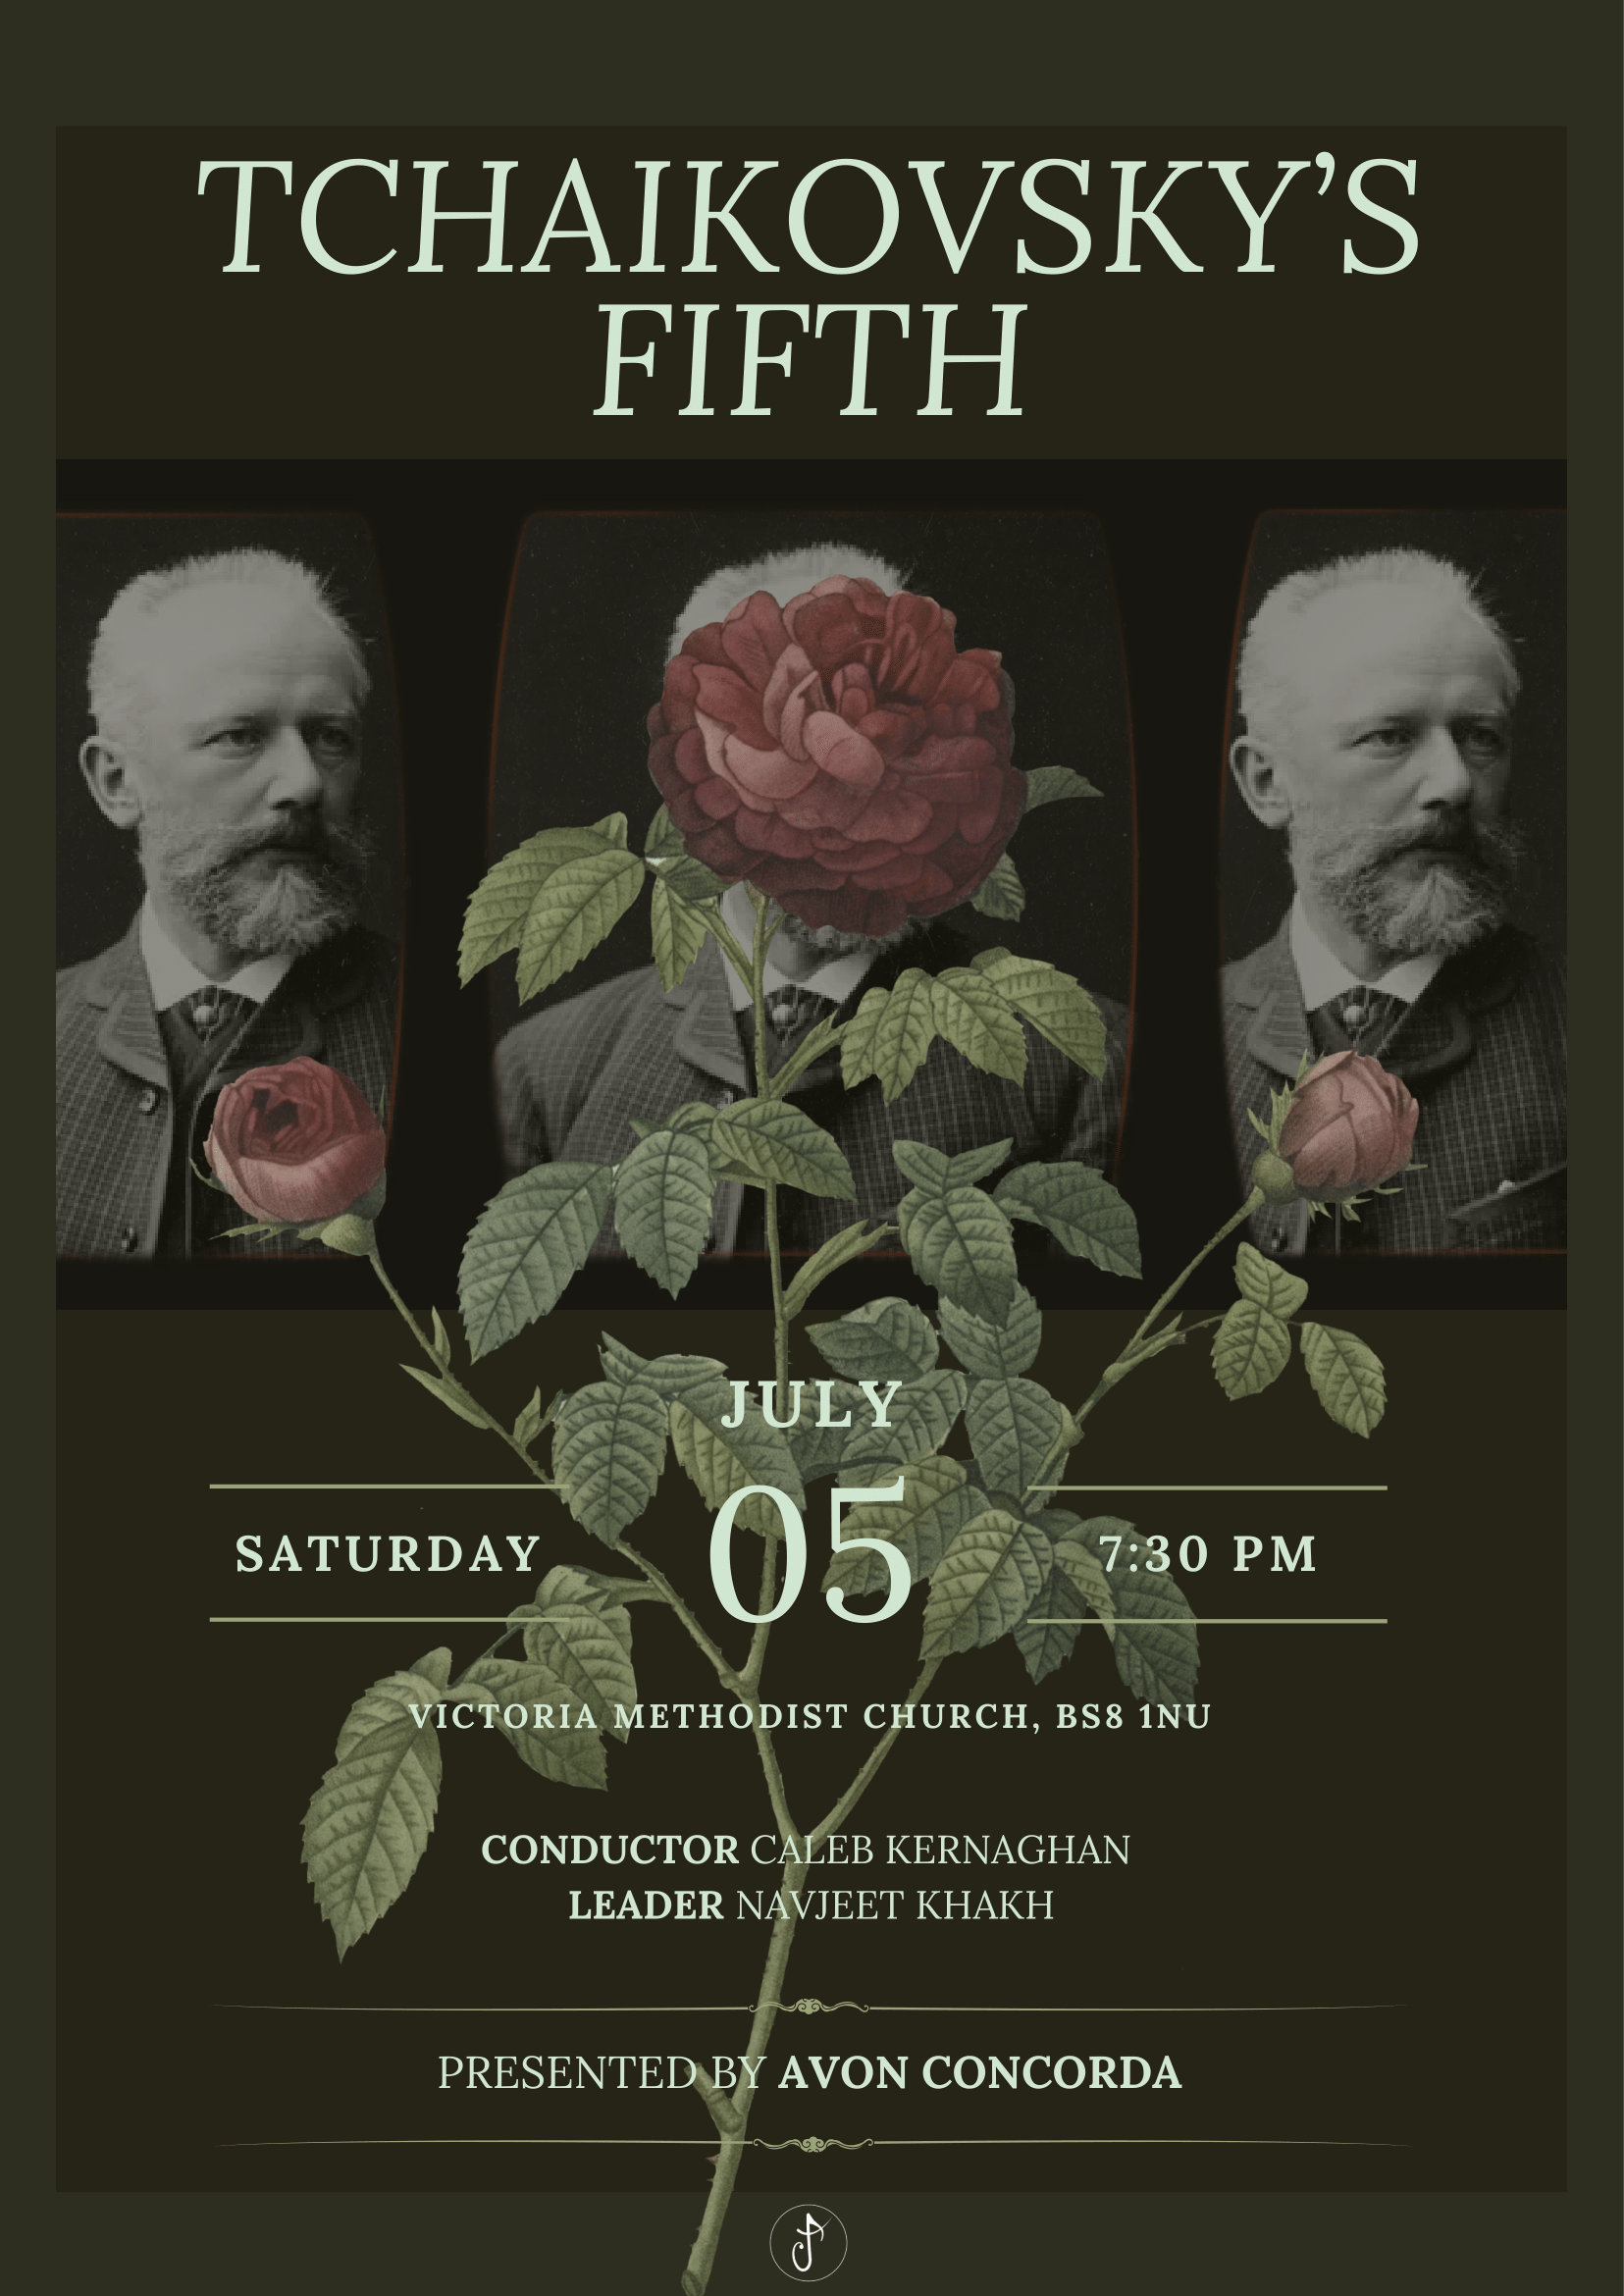 TCHAIKOVSKY’S
FIFTH
JULY
SATURDAY
05
7:30 PM
VICTORIA METHODIST CHURCH, BS8 1NU
CONDUCTOR CALEB KERNAGHAN
LEADER NAVJEET KHAKH
PRESENTED BY AVON CONCORDA